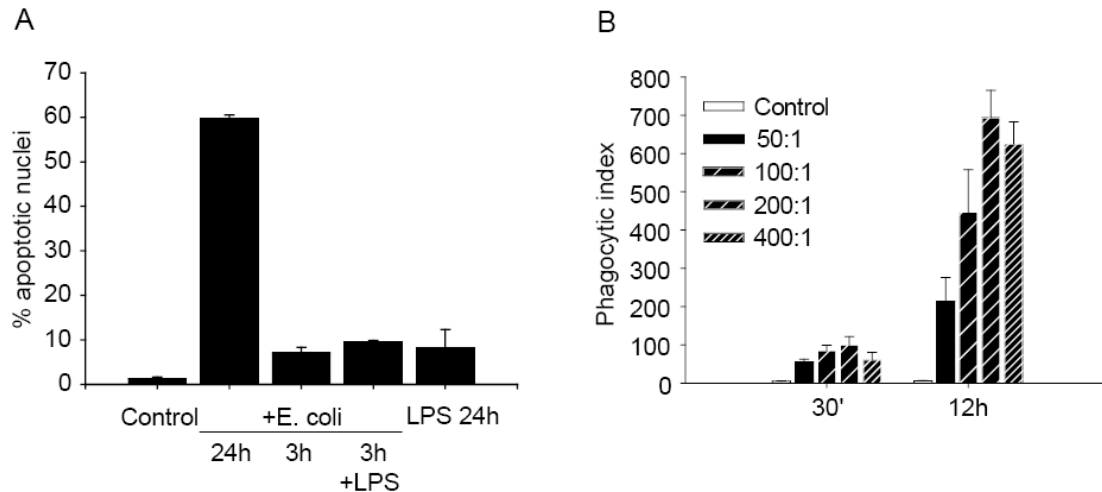 A
% apoptotic nuclei
70
60
50
40
30
20
10
0
Control
+E. coli
LPS 24h
24h
3h
3h
+LPS
B
Phagocytic index
800
700
600
500
400
300
200
100
0
Control
50:1
100:1
200:1
400:1
30'
12h